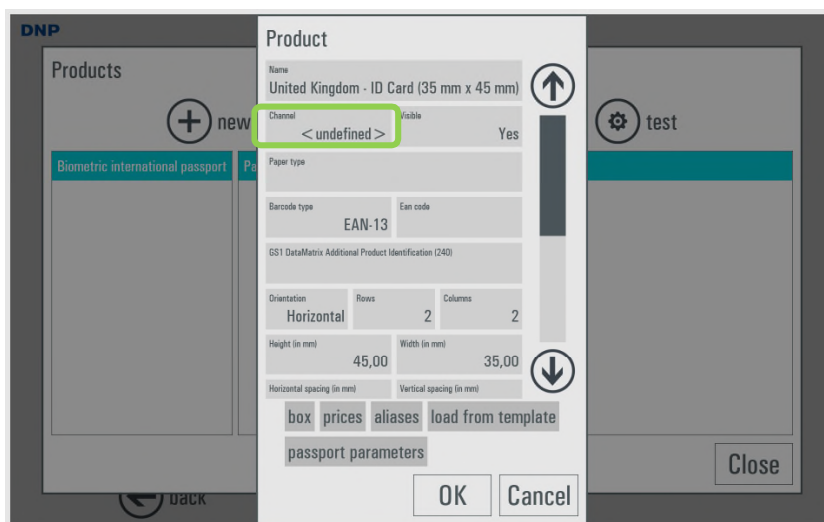 DNP
Products
new
test
Biometric international passport
Pa
Product
Name
United Kingdom - ID Card (35 mm x 45 mm)
Channel
< undefined >
Visible
Yes
Paper type
Barcode type
EAN-13
Ean code
GS1 DataMatrix Additional Product Identification (240)
Orientation
Horizontal
Rows
2
Columns
2
Height (in mm)
45,00
Width (in mm)
35,00
Horizontal spacing (in mm)
Vertical spacing (in mm)
box prices aliases load from template
passport parameters
OK Cancel
Close
back